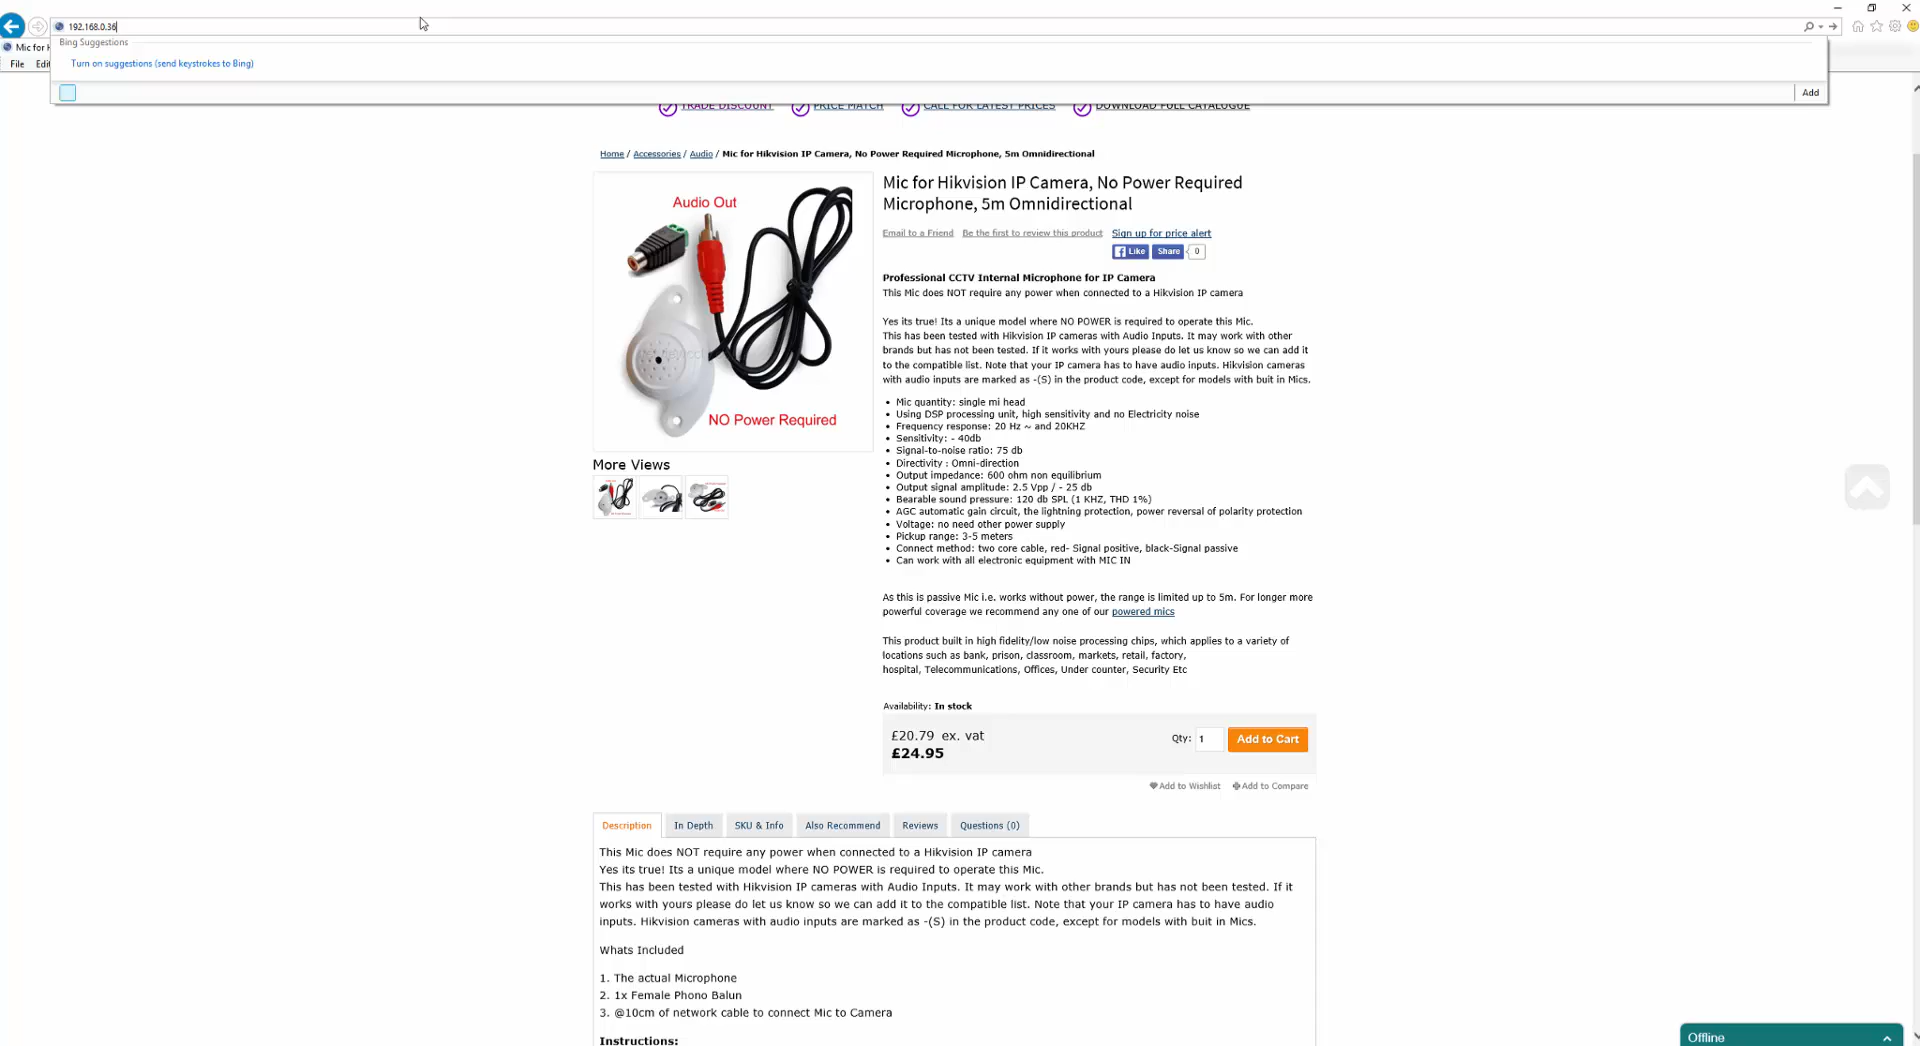 192.168.0.36
Bing Suggestions
Mic for H
Turn on suggestions (send keystrokes to Bing)
File Edit
Add
TRADE DISCOUNT PRICE MATCH CALL FOR LATEST PRICES DOWNLOAD FULL CATALOGUE
Home / Accessories / Audio / Mic for Hikvision IP Camera, No Power Required Microphone, 5m Omnidirectional
Audio Out
NO Power Required
More Views
Mic for Hikvision IP Camera, No Power Required
Microphone, 5m Omnidirectional
Email to a Friend Be the first to review this product Sign up for price alert
Like Share 0
Professional CCTV Internal Microphone for IP Camera
This Mic does NOT require any power when connected to a Hikvision IP camera
Yes its true! Its a unique model where NO POWER is required to operate this Mic.
This has been tested with Hikvision IP cameras with Audio Inputs. It may work with other
brands but has not been tested. If it works with yours please do let us know so we can add it
to the compatible list. Note that your IP camera has to have audio inputs. Hikvision cameras
with audio inputs are marked as -(S) in the product code, except for models with buit in Mics.
• Mic quantity: single mi head
• Using DSP processing unit, high sensitivity and no Electricity noise
• Frequency response: 20 Hz ~ and 20KHZ
• Sensitivity: - 40db
• Signal-to-noise ratio: 75 db
• Directivity : Omni-direction
• Output impedance: 600 ohm non equilibrium
• Output signal amplitude: 2.5 Vpp / - 25 db
• Bearable sound pressure: 120 db SPL (1 KHZ, THD 1%)
• AGC automatic gain circuit, the lightning protection, power reversal of polarity protection
• Voltage: no need other power supply
• Pickup range: 3-5 meters
• Connect method: two core cable, red- Signal positive, black-Signal passive
• Can work with all electronic equipment with MIC IN
As this is passive Mic i.e. works without power, the range is limited up to 5m. For longer more
powerful coverage we recommend any one of our powered mics
This product built in high fidelity/low noise processing chips, which applies to a variety of
locations such as bank, prison, classroom, markets, retail, factory,
hospital, Telecommunications, Offices, Under counter, Security Etc
Availability: In stock
£20.79 ex. vat
£24.95
Qty: 1 Add to Cart
Add to Wishlist Add to Compare
Description In Depth SKU & Info Also Recommend Reviews Questions (0)
This Mic does NOT require any power when connected to a Hikvision IP camera
Yes its true! Its a unique model where NO POWER is required to operate this Mic.
This has been tested with Hikvision IP cameras with Audio Inputs. It may work with other brands but has not been tested. If it
works with yours please do let us know so we can add it to the compatible list. Note that your IP camera has to have audio
inputs. Hikvision cameras with audio inputs are marked as -(S) in the product code, except for models with buit in Mics.
Whats Included
1. The actual Microphone
2. 1x Female Phono Balun
3. @10cm of network cable to connect Mic to Camera
Instructions:
Offline